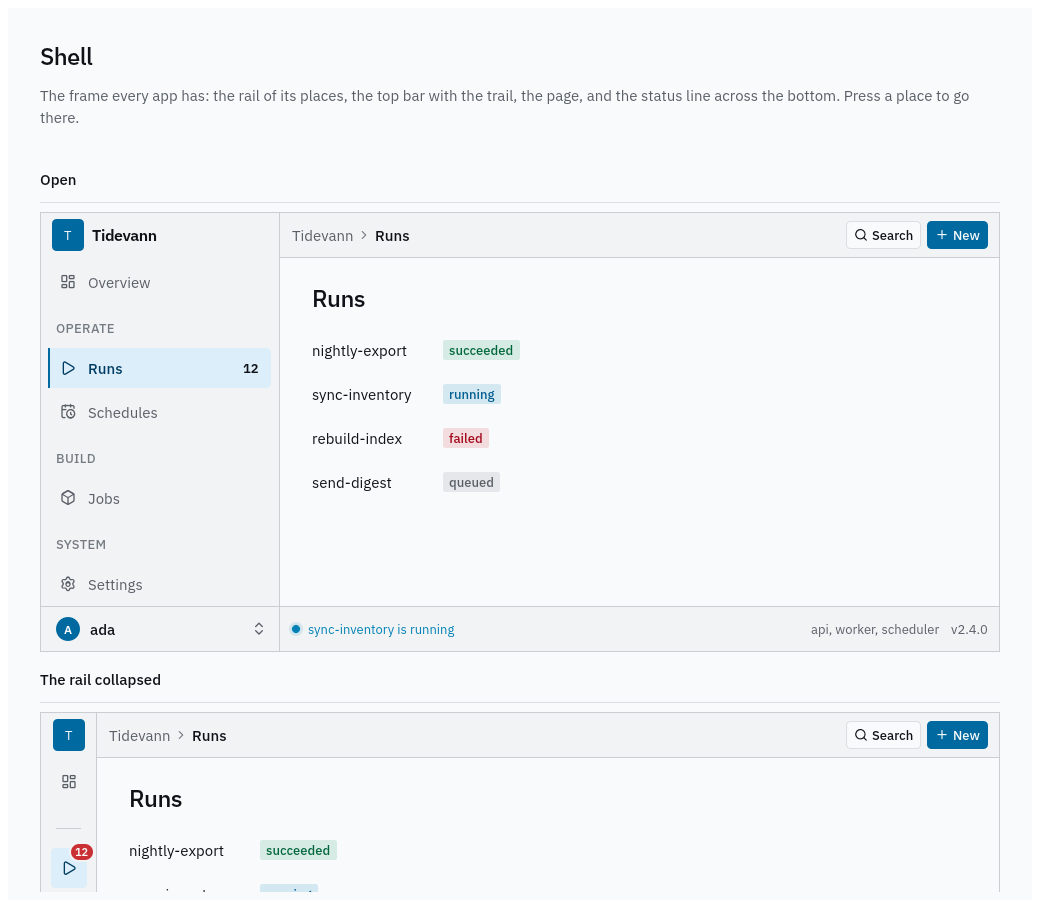 Shell
The frame every app has: the rail of its places, the top bar with the trail, the page, and the status line across the bottom. Press a place to go
there.
Open
T Tidevann
Tidevann > Runs
Search
+ New
Overview
OPERATE
Runs 12
Schedules
BUILD
Jobs
SYSTEM
Settings
A ada
Runs
nightly-export succeeded
sync-inventory running
rebuild-index failed
send-digest queued
sync-inventory is running
api, worker, scheduler v2.4.0
The rail collapsed
T
Tidevann > Runs
Search
+ New
12
Runs
nightly-export succeeded